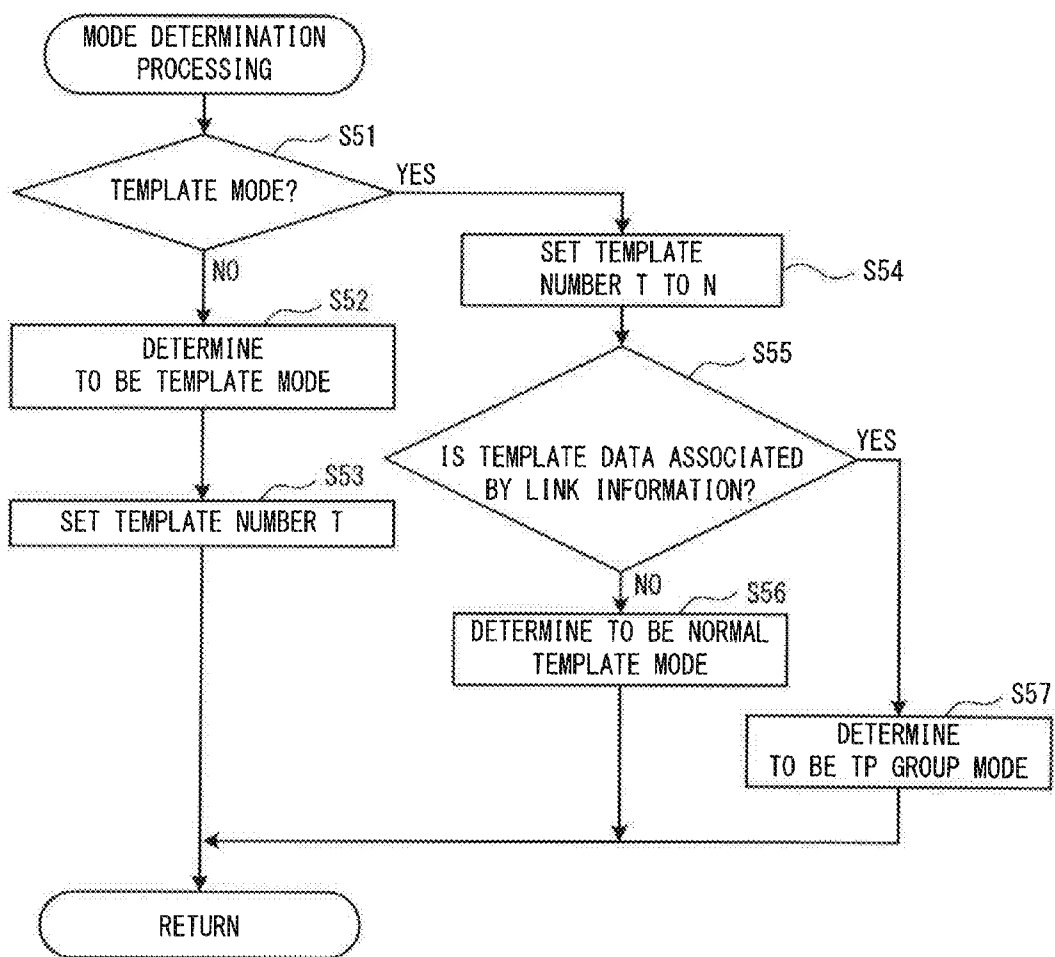 MODE DETERMINATION
PROCESSING
S51
TEMPLATE MODE?
YES
NO
S52
DETERMINE
TO BE TEMPLATE MODE
S53
SET TEMPLATE NUMBER T
SET TEMPLATE
NUMBER T TO N
S54
S55
IS TEMPLATE DATA ASSOCIATED
BY LINK INFORMATION?
YES
NO
S56
DETERMINE TO BE NORMAL
TEMPLATE MODE
S57
DETERMINE
TO BE TP GROUP MODE
RETURN